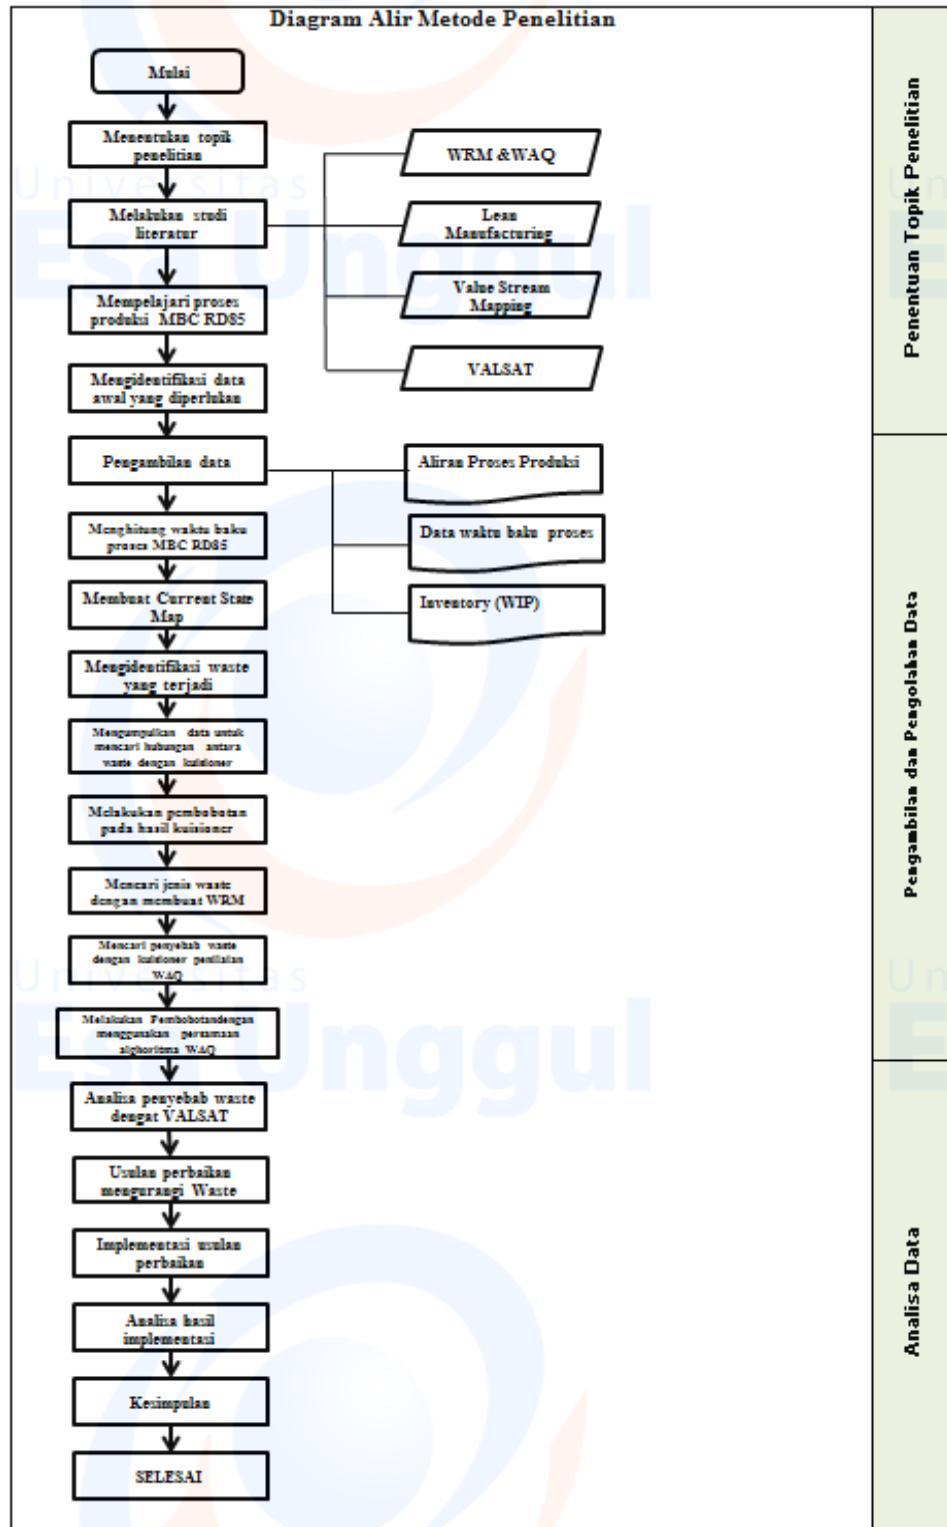 Diagram Alir Metode Penelitian
Mulai
Menentukan topik
penelitian
Melakukan studi
literatur
WRM &WAQ
Lean
Manufacturing
Value Stream
Mapping
VALSAT
Mempelajari proses
produksi MBC RD85
Mengidentifikasi data
awal yang diperlukan
Penentuan Topik Penelitian
Pengambilan data
Aliran Proses Produksi
Data waktu baku proses
Inventory (WIP)
Menghitung waktu baku
proses MBC RD85
Membuat Current State
Map
Mengidentifikasi waste
yang terjadi
Mengumpulkan data untuk
mencari hubungan antara
waste dengan kuisioner
Melakukan pembobotan
pada hasil kuisioner
Mencari jenis waste
dengan membuat WRM
Mencari penyebab waste
dengan kuisioner penilaian
WAQ
Melakukan Pembobotandengan
menggunakan persamaan
alghoritma WAQ
Pengambilan dan Pengolahan Data
Analisa penyebab waste
dengat VALSAT
Usulan perbaikan
mengurangi Waste
Implementasi usulan
perbaikan
Analisa hasil
implementasi
Kesimpulan
SELESAI
Analisa Data
Universitas
Esa Unggul
Un
E
Universitas
Esa Unggul
Un
E